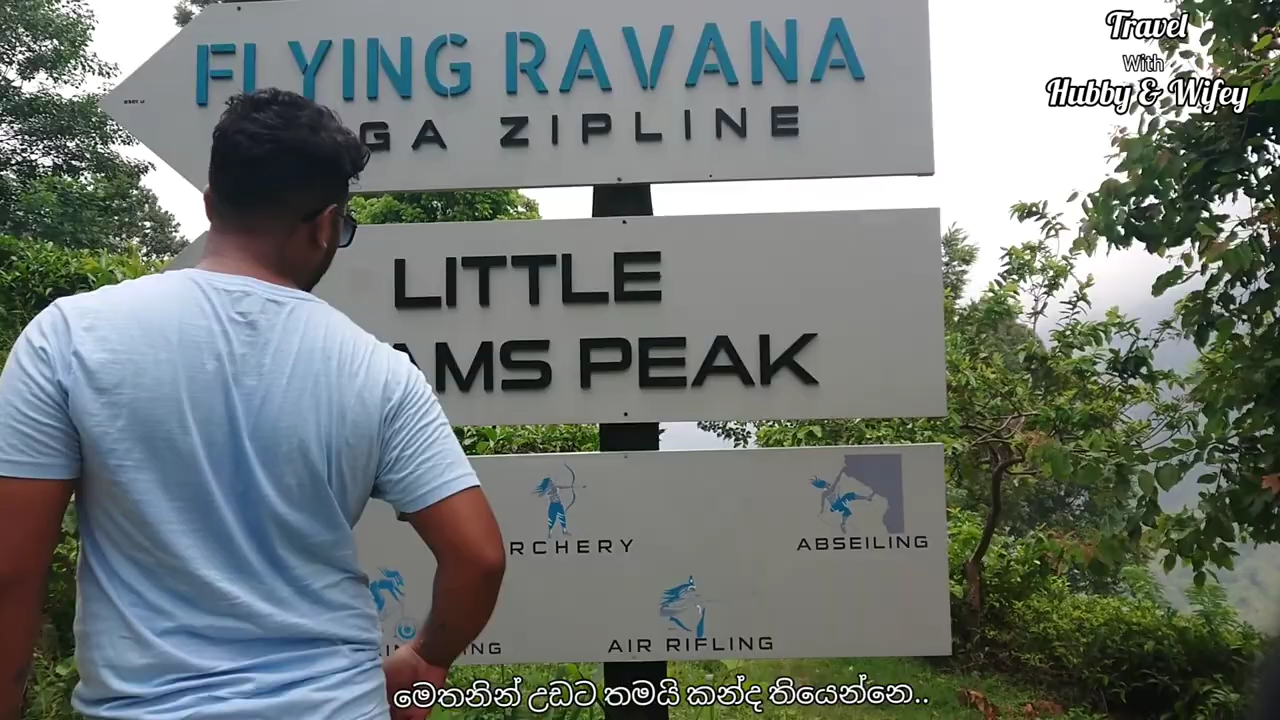 FLYING RAVANA
GA ZIPLINE
LITTLE
AMS PEAK
RCHERY
ABSEILING
AIR RIFLING
Travel
With
Hubby & Wifey
මෙතනින් උඩට තමයි කන්ද තියෙන්නෙ..